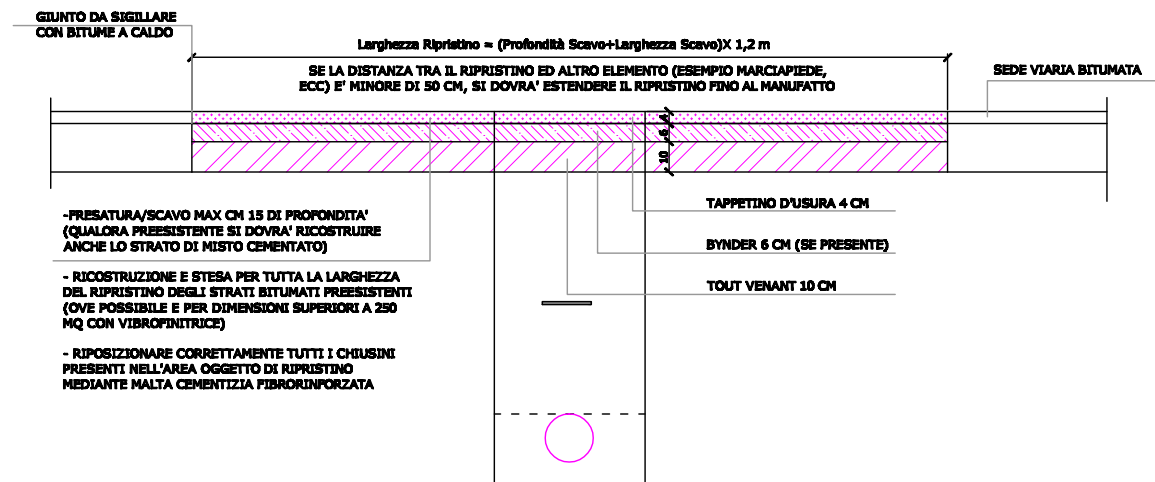 GIUNTO DA SIGILLARE
CON BITUME A CALDO
Larghezza Ripristino = (Profondità Scavo+Larghezza Scavo)X 1,2 m
SE LA DISTANZA TRA IL RIPRISTINO ED ALTRO ELEMENTO (ESEMPIO MARCIAPIEDE,
ECC) E' MINORE DI 50 CM, SI DOVRA' ESTENDERE IL RIPRISTINO FINO AL MANUFATTO
SEDE VIARIA BITUMATA
4
6
10
-FRESATURA/SCAVO MAX CM 15 DI PROFONDITA'
(QUALORA PREESISTENTE SI DOVRA' RICOSTRUIRE
ANCHE LO STRATO DI MISTO CEMENTATO)
- RICOSTRUZIONE E STESA PER TUTTA LA LARGHEZZA
DEL RIPRISTINO DEGLI STRATI BITUMATI PREESISTENTI
(OVE POSSIBILE E PER DIMENSIONI SUPERIORI A 250
MQ CON VIBROFINITRICE)
- RIPOSIZIONARE CORRETTAMENTE TUTTI I CHIUSINI
PRESENTI NELL'AREA OGGETTO DI RIPRISTINO
MEDIANTE MALTA CEMENTIZIA FIBRORINFORZATA
TAPPETINO D'USURA 4 CM
BYNDER 6 CM (SE PRESENTE)
TOUT VENANT 10 CM